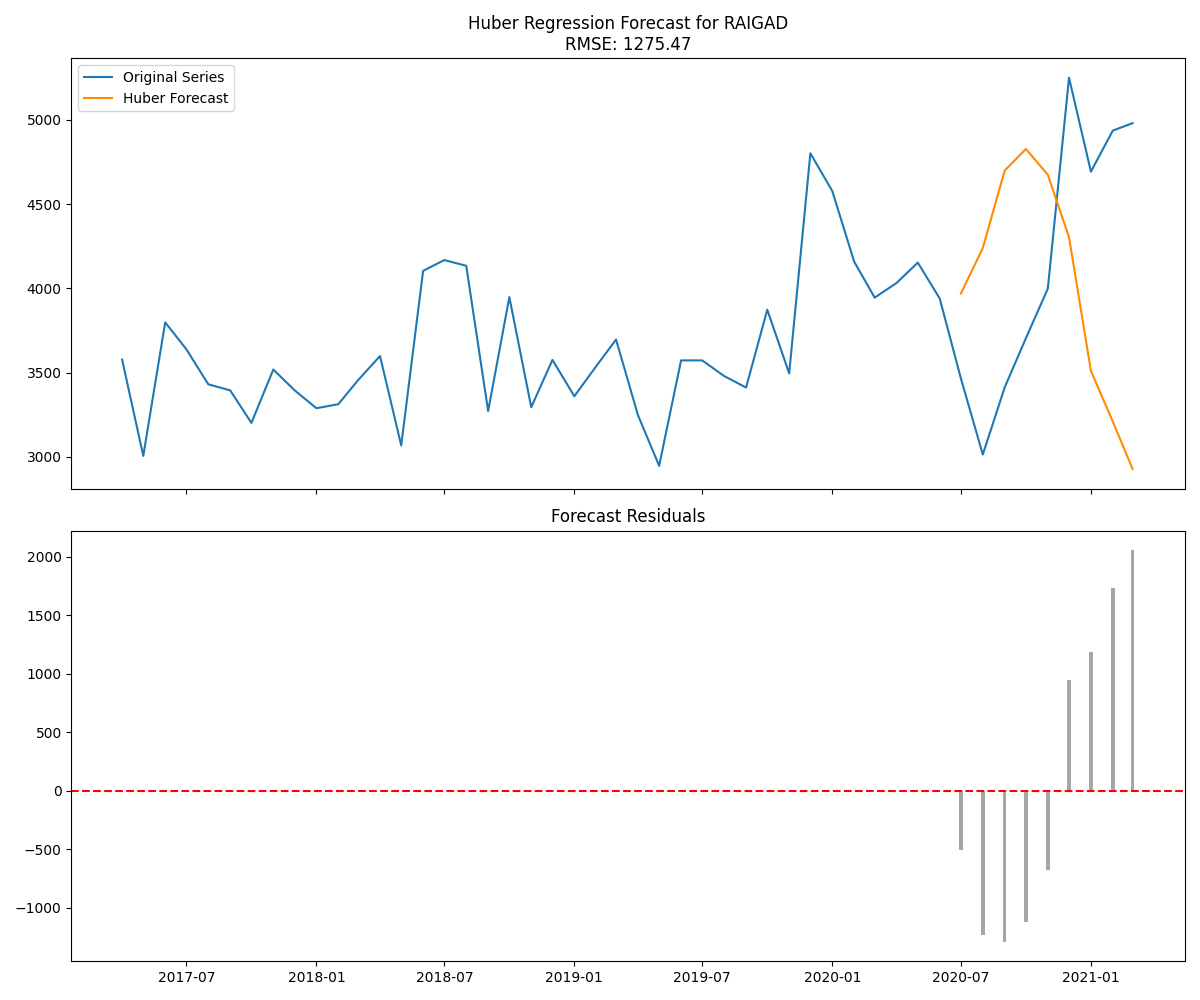 Huber Regression Forecast for RAIGAD
RMSE: 1275.47
Original Series
Huber Forecast
5000
4500
4000
3500
3000
Forecast Residuals
2000
1500
1000
500
0
−500
−1000
2017-07 2018-01 2018-07 2019-01 2019-07 2020-01 2020-07 2021-01